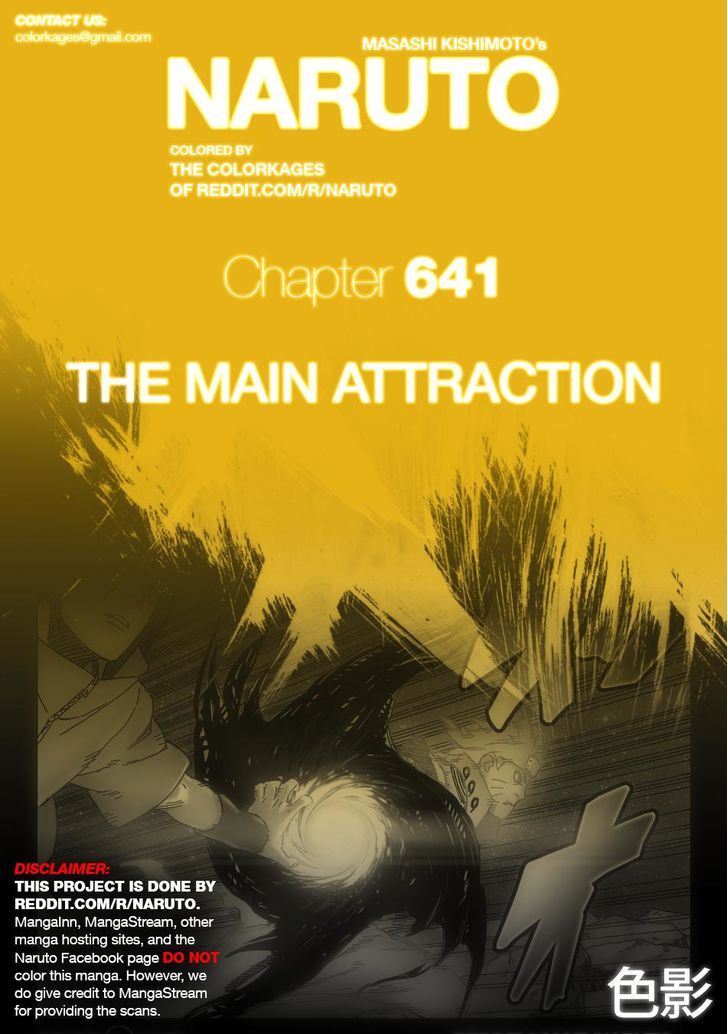 CONTACT US:
colorkages@gmail.com
MASASHI KISHIMOTO's
NARUTO
COLORED BY
THE COLORKAGES
OF REDDIT.COM/R/NARUTO
Chapter 641
THE MAIN ATTRACTION
DISCLAIMER:
THIS PROJECT IS DONE BY
REDDIT.COM/R/NARUTO.
MangaInn, MangaStream, other
manga hosting sites, and the
Naruto Facebook page DO NOT
color this manga. However, we
do give credit to MangaStream
for providing the scans.
色影